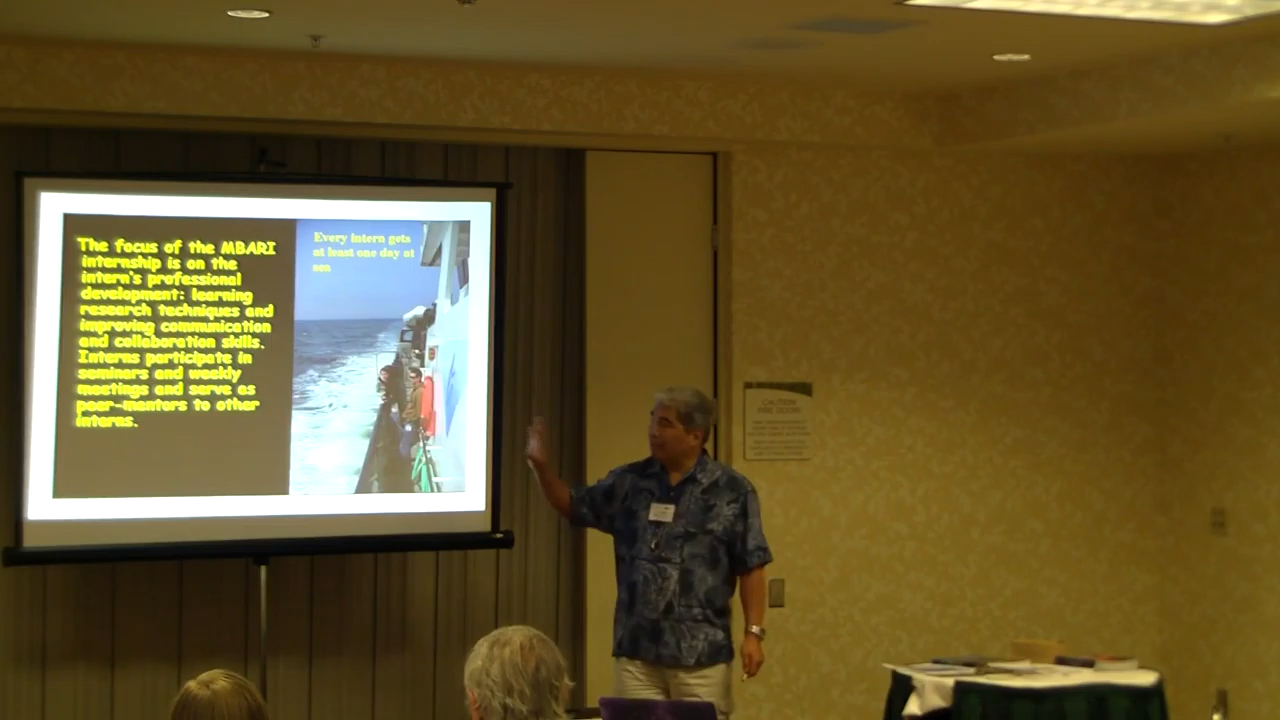 The focus of the MBARI
internship is on the
intern's professional
development: learning
research techniques and
improving communication
and collaboration skills.
Interns participate in
seminars and weekly
meetings and serve as
peer-mentors to other
interns.
Every intern gets
at least one day at
sea
CAUTION
FIRE DOOR